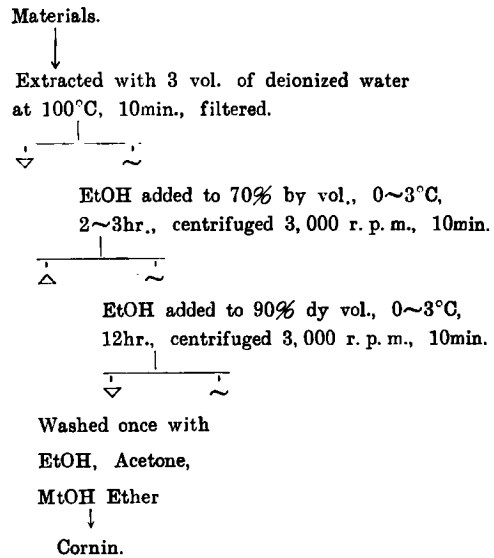 Materials.
Extracted with 3 vol. of deionized water
at 100°C, 10min., filtered.
EtOH added to 70% by vol., 0~3°C,
2~3hr., centrifuged 3,000 r. p. m., 10min.
EtOH added to 90% dy vol., 0~3°C,
12hr., centrifuged 3,000 r. p. m., 10min.
Washed once with
EtOH, Acetone,
MtOH Ether
Cornin.